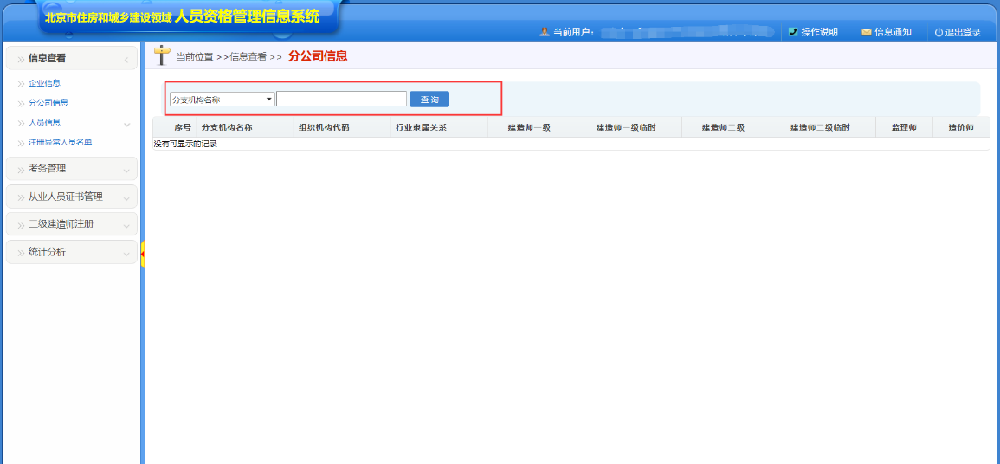 北京市住房和城乡建设领域 人员资格管理信息系统
当前用户： 操作说明 信息通知 退出登录
信息查看
企业信息
分公司信息
人员信息
注册异常人员名单
考务管理
从业人员证书管理
二级建造师注册
统计分析
当前位置 >>信息查看 >> 分公司信息
分支机构名称 查 询
序号 分支机构名称 组织机构代码 行业隶属关系 建造师一级 建造师一级临时 建造师二级 建造师二级临时 监理师 造价师
没有可显示的记录